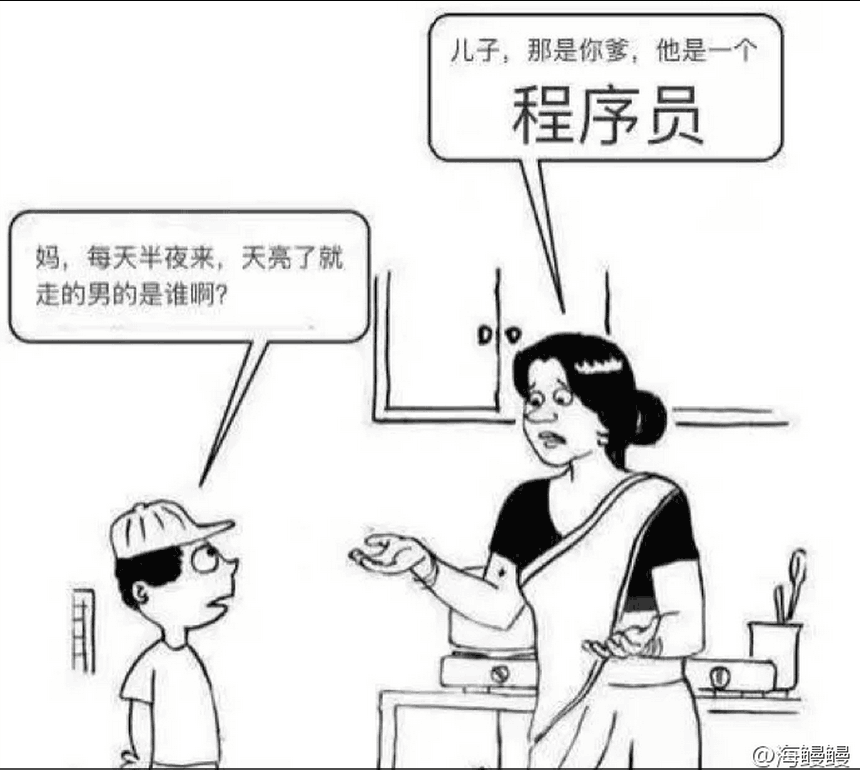 妈，每天半夜来，天亮了就
走的男的是谁啊？
儿子，那是你爹，他是一个
程序员
@海鳗鳗